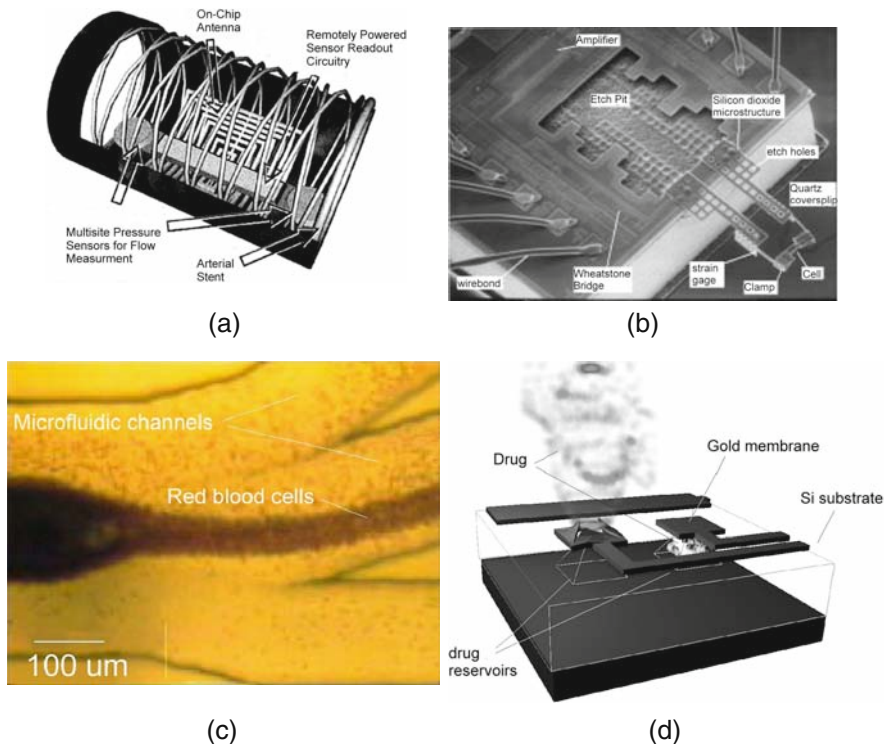 On-Chip
Antenna
Remotely Powered
Sensor Readout
Circuitry
Multisite Pressure
Sensors for Flow
Measurment
Arterial
Stent
(a)
Amplifier
Etch Pit
Silicon dioxide
microstructure
etch holes
Quartz
coversplip
strain
gage
Cell
Clamp
Wheatstone
Bridge
wirebond
(b)
Microfluidic channels
Red blood cells
100 um
(c)
Drug
Gold membrane
Si substrate
drug
reservoirs
(d)